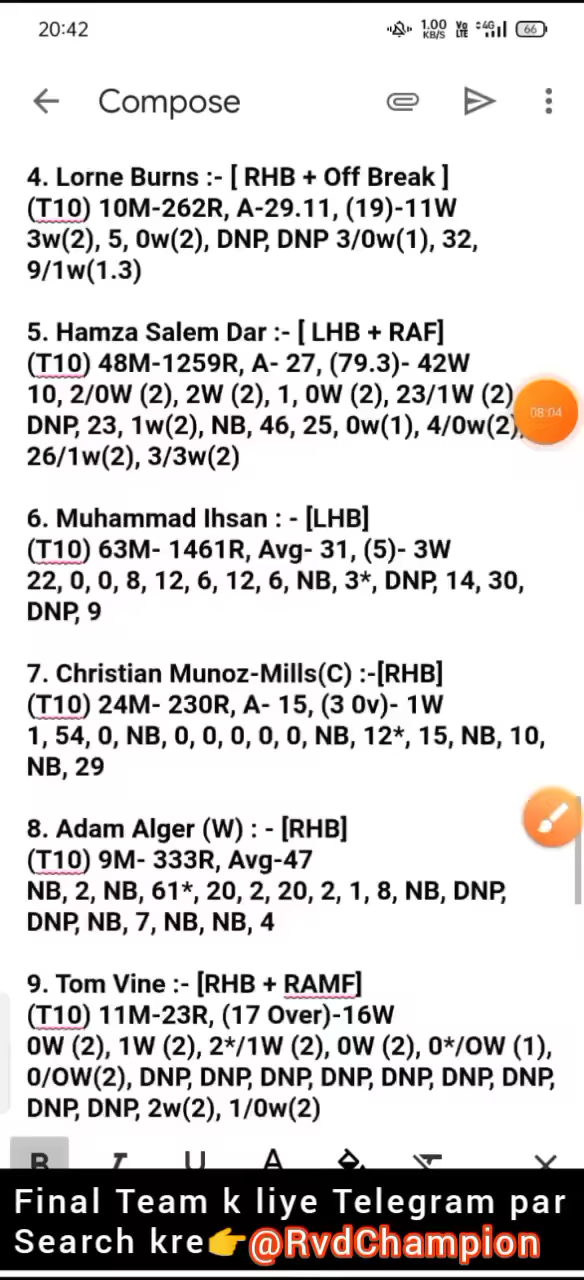 20:42
1.00 KB/S Vo LTE 4G 66
Compose
4. Lorne Burns :- [ RHB + Off Break ]
(T10) 10M-262R, A-29.11, (19)-11W
3w(2), 5, 0w(2), DNP, DNP 3/0w(1), 32,
9/1w(1.3)
5. Hamza Salem Dar :- [ LHB + RAF]
(T10) 48M-1259R, A- 27, (79.3)- 42W
10, 2/0W (2), 2W (2), 1, 0W (2), 23/1W (2)
08:04
DNP, 23, 1w(2), NB, 46, 25, 0w(1), 4/0w(2),
26/1w(2), 3/3w(2)
6. Muhammad Ihsan : - [LHB]
(T10) 63M- 1461R, Avg- 31, (5)- 3W
22, 0, 0, 8, 12, 6, 12, 6, NB, 3*, DNP, 14, 30,
DNP, 9
7. Christian Munoz-Mills(C) :-[RHB]
(T10) 24M- 230R, A- 15, (3 0v)- 1W
1, 54, 0, NB, 0, 0, 0, 0, 0, NB, 12*, 15, NB, 10,
NB, 29
8. Adam Alger (W) : - [RHB]
(T10) 9M- 333R, Avg-47
NB, 2, NB, 61*, 20, 2, 20, 2, 1, 8, NB, DNP,
DNP, NB, 7, NB, NB, 4
9. Tom Vine :- [RHB + RAMF]
(T10) 11M-23R, (17 Over)-16W
0W (2), 1W (2), 2*/1W (2), 0W (2), 0*/OW (1),
0/OW(2), DNP, DNP, DNP, DNP, DNP, DNP, DNP,
DNP, DNP, 2w(2), 1/0w(2)
B I U A
Final Team k liye Telegram par
Search kre👉@RvdChampion